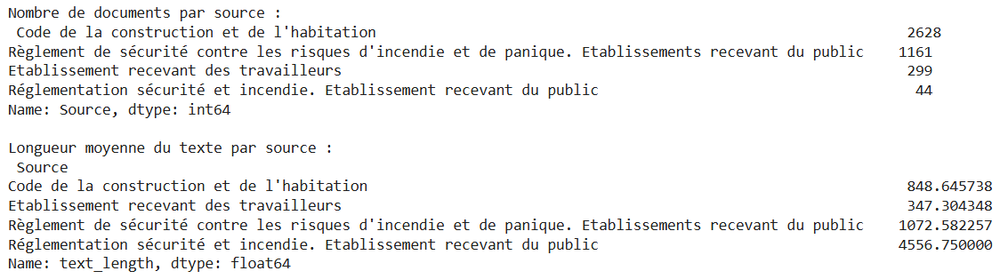 Nombre de documents par source :
Code de la construction et de l'habitation 2628
Règlement de sécurité contre les risques d'incendie et de panique. Etablissements recevant du public 1161
Etablissement recevant des travailleurs 299
Réglementation sécurité et incendie. Etablissement recevant du public 44
Name: Source, dtype: int64
Longueur moyenne du texte par source :
Source
Code de la construction et de l'habitation 848.645738
Etablissement recevant des travailleurs 347.304348
Règlement de sécurité contre les risques d'incendie et de panique. Etablissements recevant du public 1072.582257
Réglementation sécurité et incendie. Etablissement recevant du public 4556.750000
Name: text_length, dtype: float64